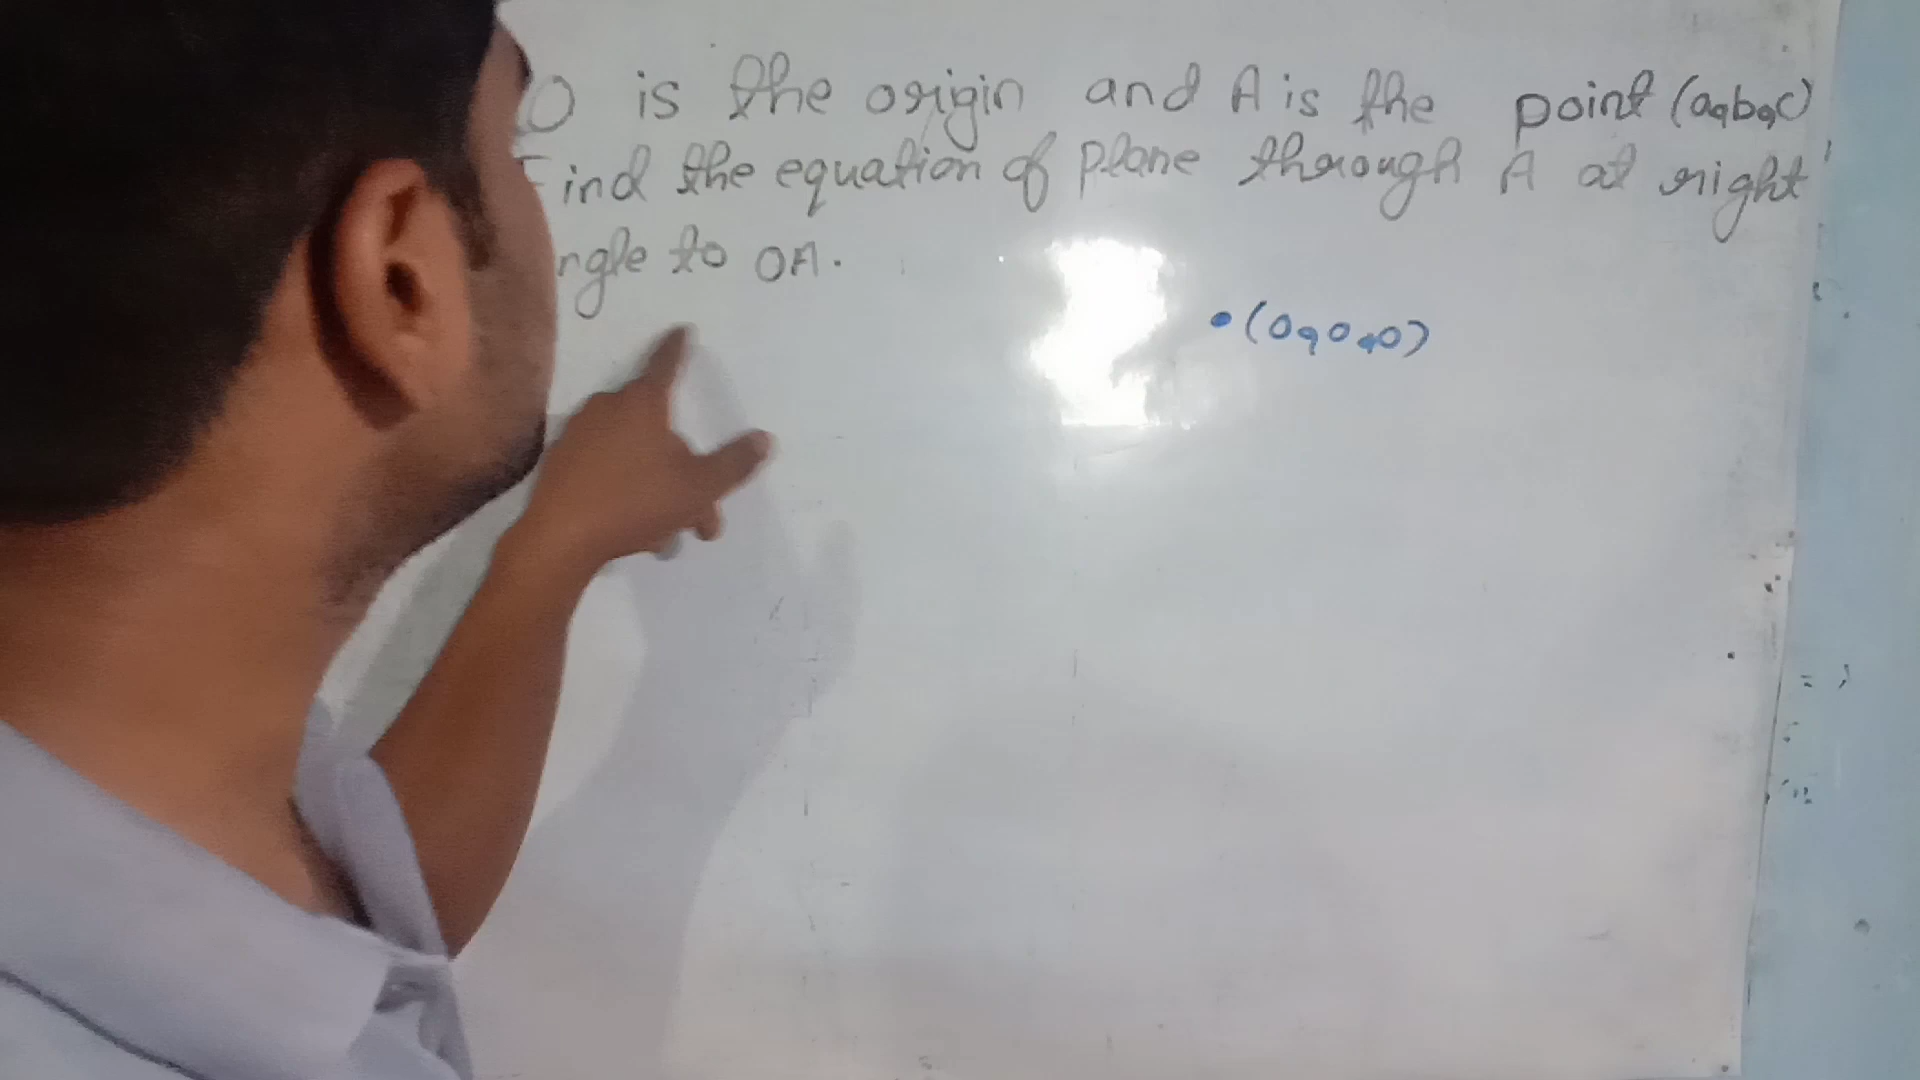 O is the origin and A is the point (a,b,c)
Find the equation of plane through A at right
ngle to OA.
(0,0,0)